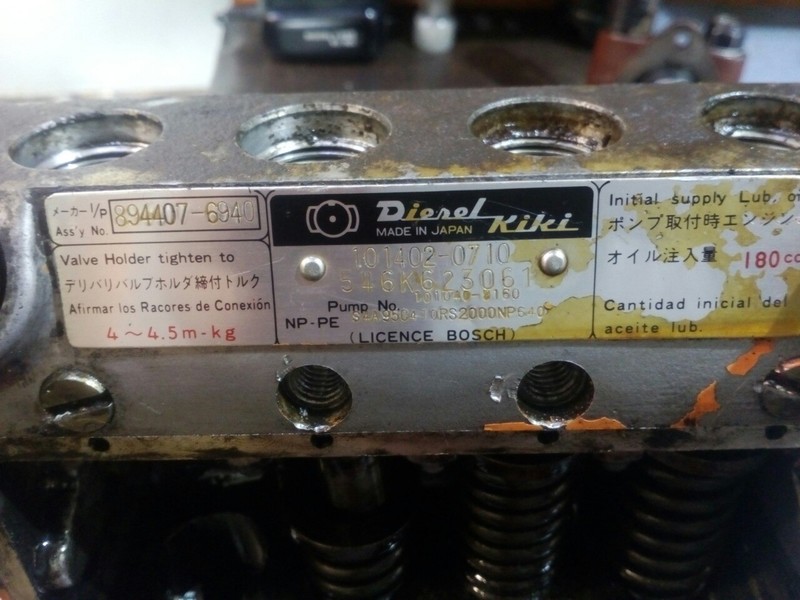 メーカーI/P 894407-6940
Ass'y No.
Valve Holder tighten to
デリバリバルブホルダ締付トルク
Afirmar los Racores de Conexión
4~4.5m-kg
Diesel Kiki
MADE IN JAPAN
101402-0710
546K623061
Pump No.
NP-PE
(LICENCE BOSCH)
Initial supply Lub.
ポンプ取付時エンジン
オイル注入量 180cc
Cantidad inicial del
aceite lub.